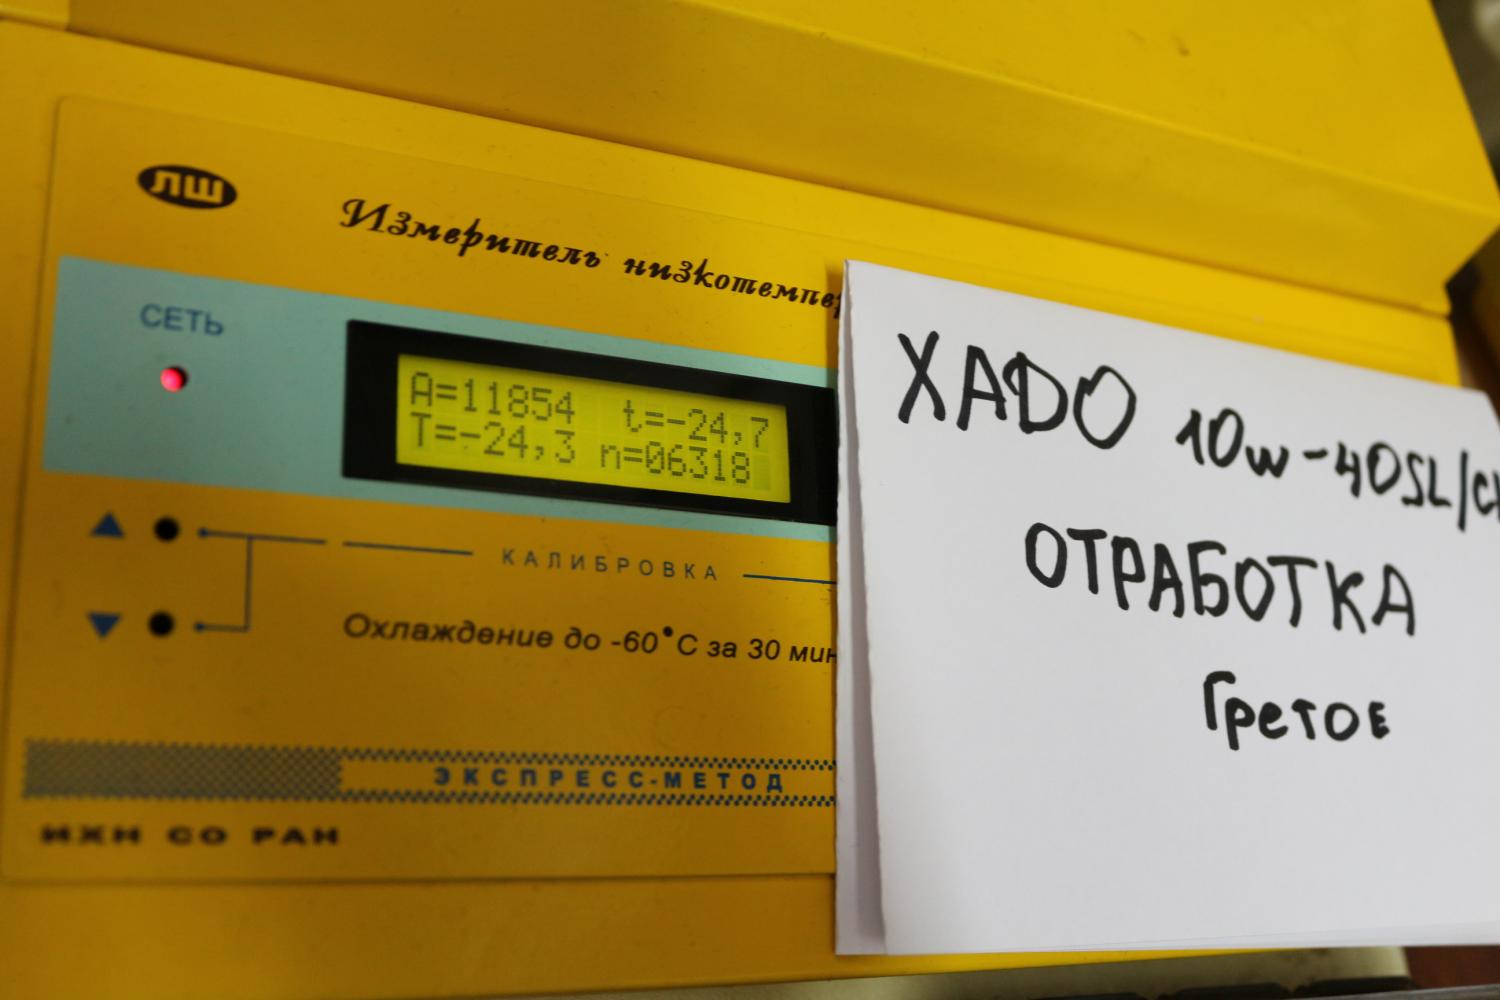 ЛШ
Измеритель низкотемпе
СЕТЬ
A=11854 t=-24,7
T=-24,3 n=06318
КАЛИБРОВКА
Охлаждение до -60°С за 30 мин
ЭКСПРЕСС-МЕТОД
ИХН СО РАН
XADO 10w-40SL/
ОТРАБОТКА
Гретое